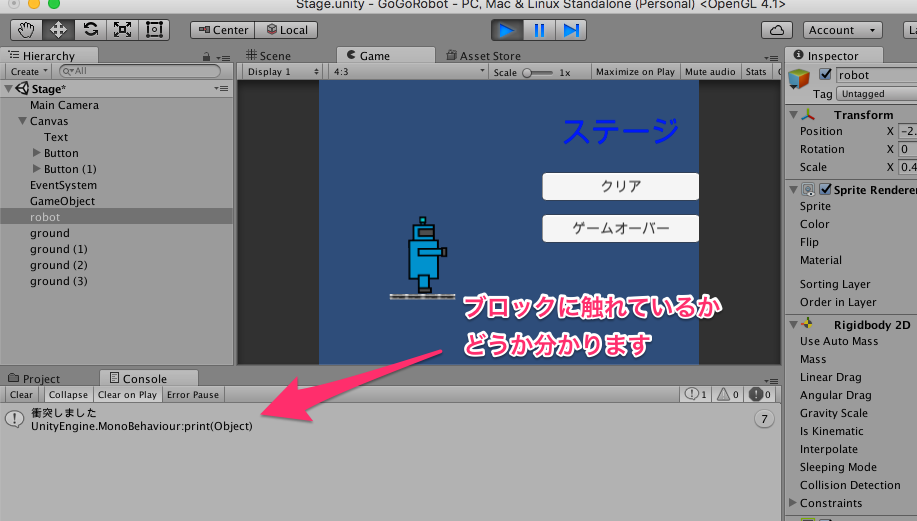 Stage.unity - GoGoRobot - PC, Mac & Linux Standalone (Personal) <OpenGL 4.1>
Center
Local
Account
Hierarchy
Create
All
Stage*
Main Camera
Canvas
Text
Button
Button (1)
EventSystem
GameObject
robot
ground
ground (1)
ground (2)
ground (3)
Scene
Game
Asset Store
Display 1
4:3
Scale
1x
Maximize on Play
Mute audio
Stats
ステージ
クリア
ゲームオーバー
ブロックに触れているか
どうか分かります
Inspector
robot
Tag
Untagged
Transform
Position
X
-2.
Rotation
X
0
Scale
X
0.4
Sprite Renderer
Sprite
Color
Flip
Material
Sorting Layer
Order in Layer
Rigidbody 2D
Use Auto Mass
Mass
Linear Drag
Angular Drag
Gravity Scale
Is Kinematic
Interpolate
Sleeping Mode
Collision Detection
Constraints
Project
Console
Clear
Collapse
Clear on Play
Error Pause
1
0
0
衝突しました
UnityEngine.MonoBehaviour:print(Object)
7